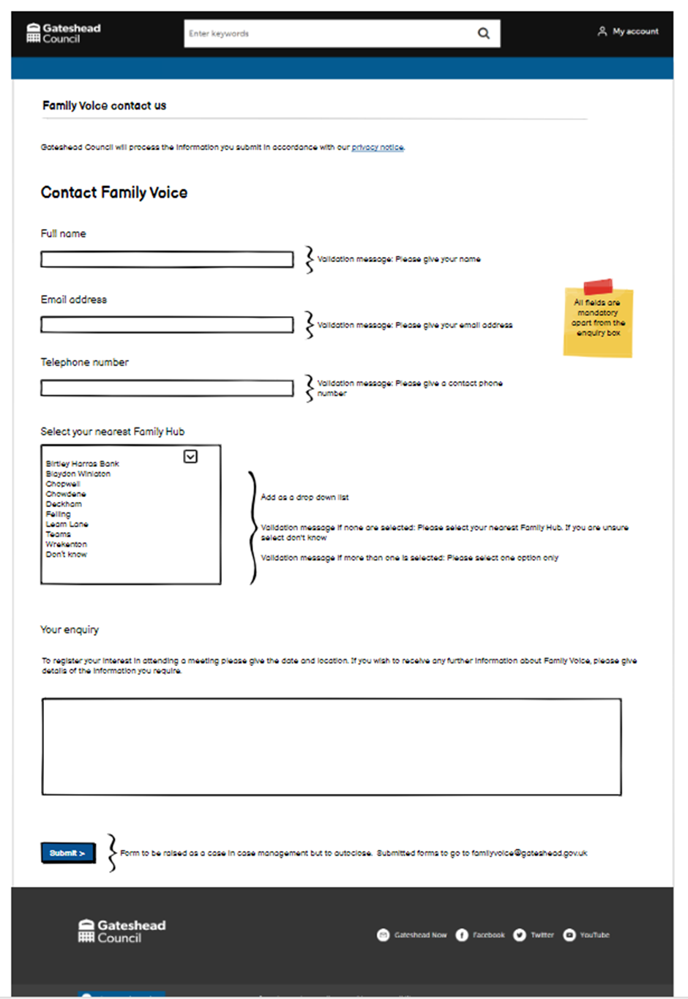 Gateshead
Council
Enter keywords
My account
Family Voice contact us
Gateshead Council will process the information you submit in accordance with our privacy notice.
Contact Family Voice
Full name
Validation message: Please give your name
Email address
Validation message: Please give your email address
All fields are
mandatory
apart from the
enquiry box
Telephone number
Validation message: Please give a contact phone
number
Select your nearest Family Hub
Birtley Harras Bank
Blaydon Winlaton
Chopwell
Chowdene
Deckham
Felling
Leam Lane
Teams
Wrekenton
Don't know
Add as a drop down list
Validation message if none are selected: Please select your nearest Family Hub. If you are unsure
select don't know
Validation message if more than one is selected: Please select one option only
Your enquiry
To register your interest in attending a meeting please give the date and location. If you wish to receive any further information about Family Voice, please give
details of the information you require.
Submit >
Form to be raised as a case in case management but to autoclose. Submitted forms to go to familyvoice@gateshead.gov.uk
Gateshead
Council
Gateshead Now
Facebook
Twitter
YouTube